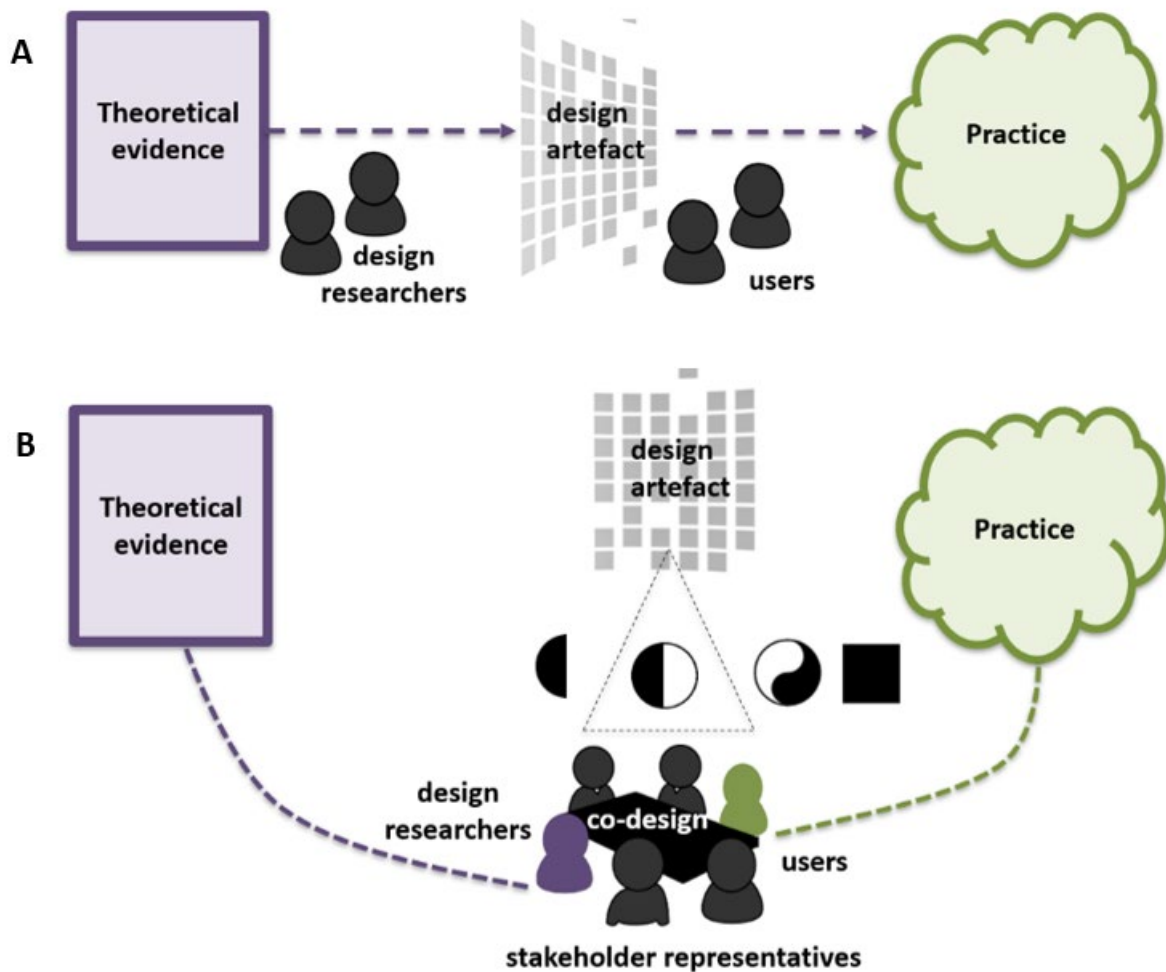 A
Theoretical
evidence
design
artefact
Practice
design
researchers
users
B
Theoretical
evidence
design
artefact
Practice
design
researchers
co-design
users
stakeholder representatives